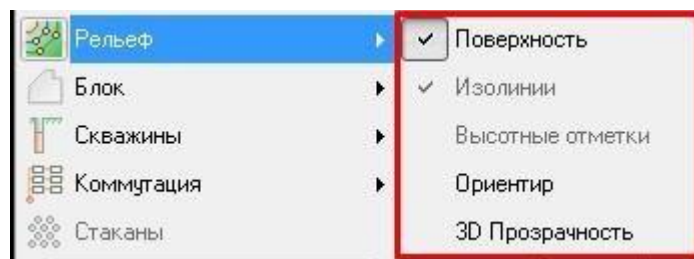 Рельеф
Блок
Скважины
Коммутация
Стаканы
Поверхность
Изолинии
Высотные отметки
Ориентир
3D Прозрачность